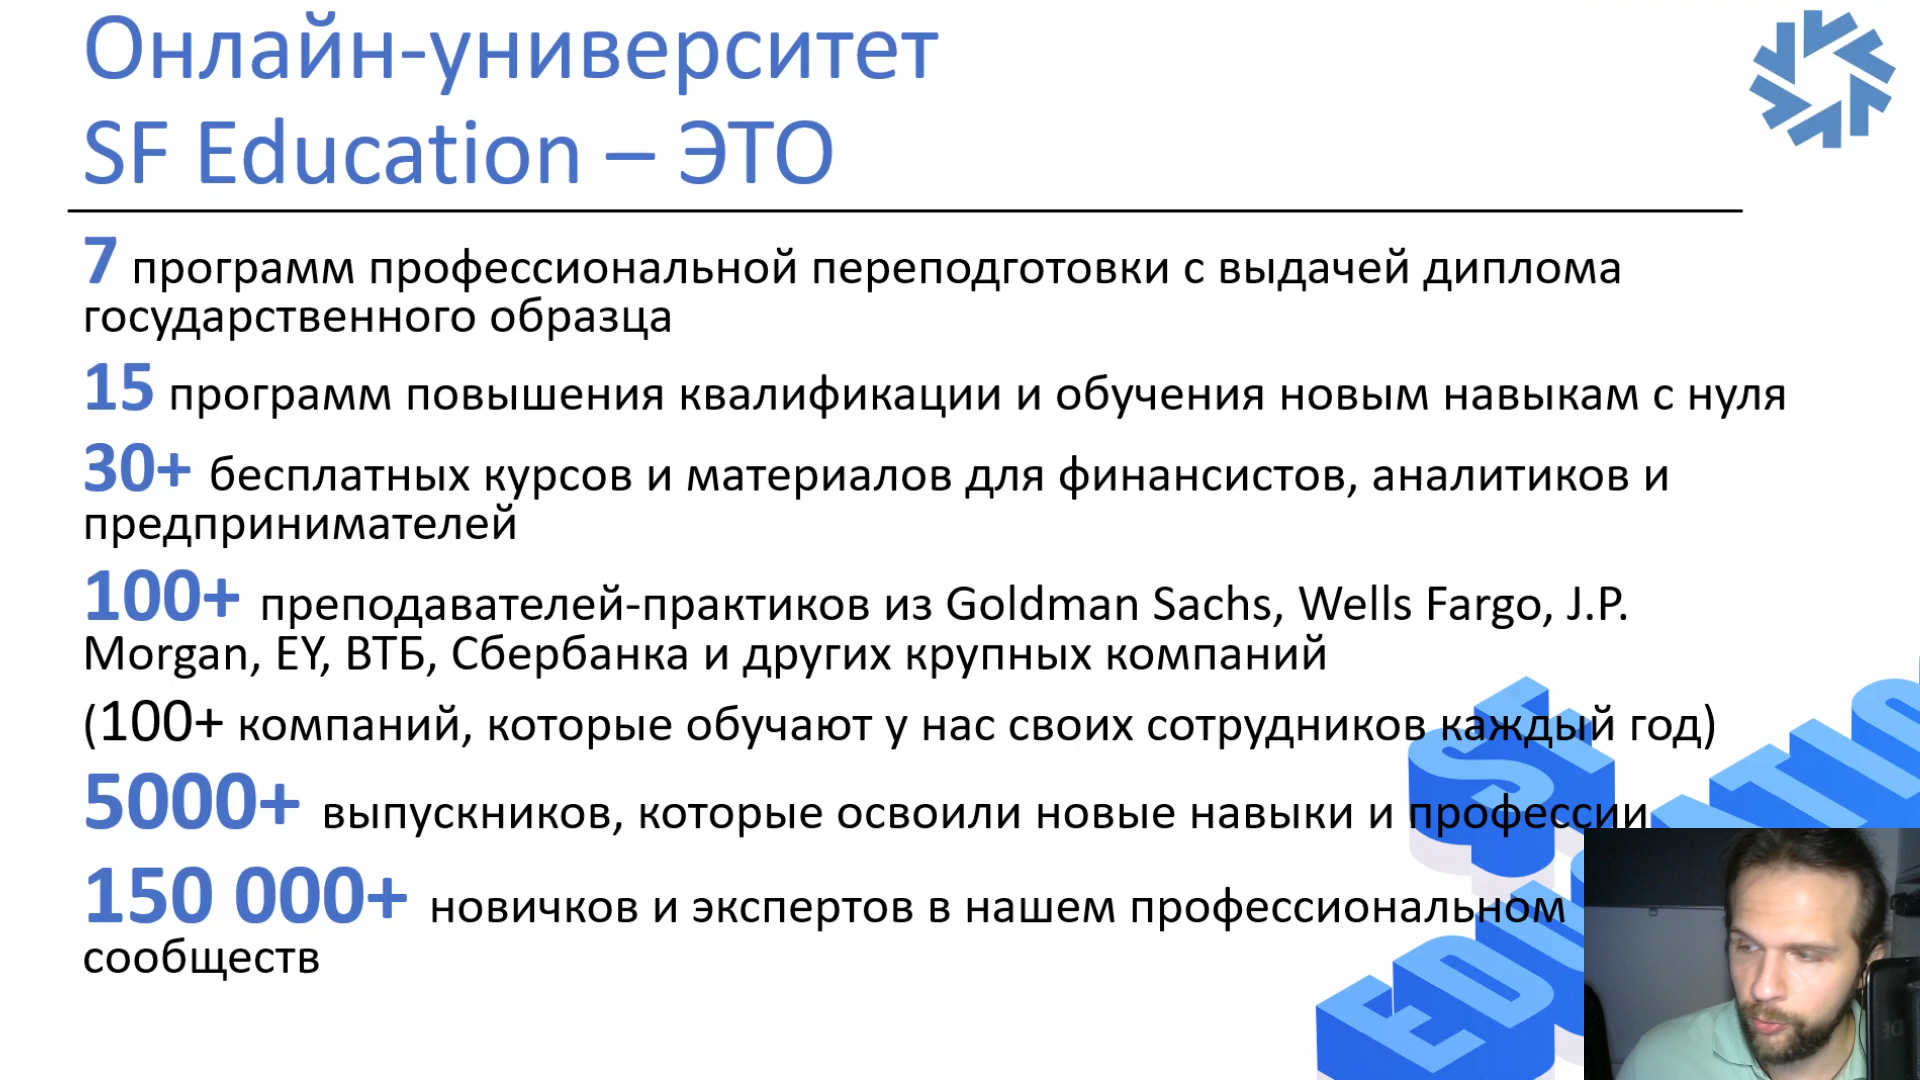 Онлайн-университет
SF Education – ЭТО
7 программ профессиональной переподготовки с выдачей диплома
государственного образца
15 программ повышения квалификации и обучения новым навыкам с нуля
30+ бесплатных курсов и материалов для финансистов, аналитиков и
предпринимателей
100+ преподавателей-практиков из Goldman Sachs, Wells Fargo, J.P.
Morgan, EY, ВТБ, Сбербанка и других крупных компаний
(100+ компаний, которые обучают у нас своих сотрудников каждый год)
5000+ выпускников, которые освоили новые навыки и профессии
150 000+ новичков и экспертов в нашем профессиональном
сообществ
SF